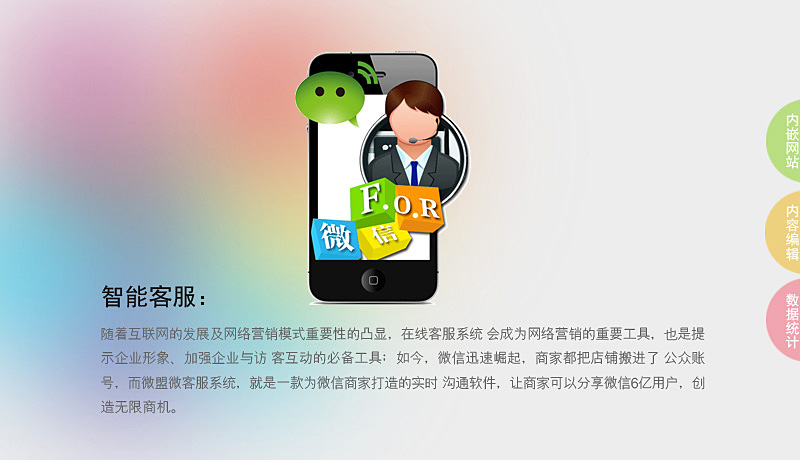 F.O.R
微信
智能客服：
随着互联网的发展及网络营销模式重要性的凸显，在线客服系统 会成为网络营销的重要工具，也是提
示企业形象、加强企业与访 客互动的必备工具；如今，微信迅速崛起，商家都把店铺搬进了 公众账
号，而微盟微客服系统，就是一款为微信商家打造的实时 沟通软件，让商家可以分享微信6亿用户，创
造无限商机。
内嵌网站
内容编辑
数据统计